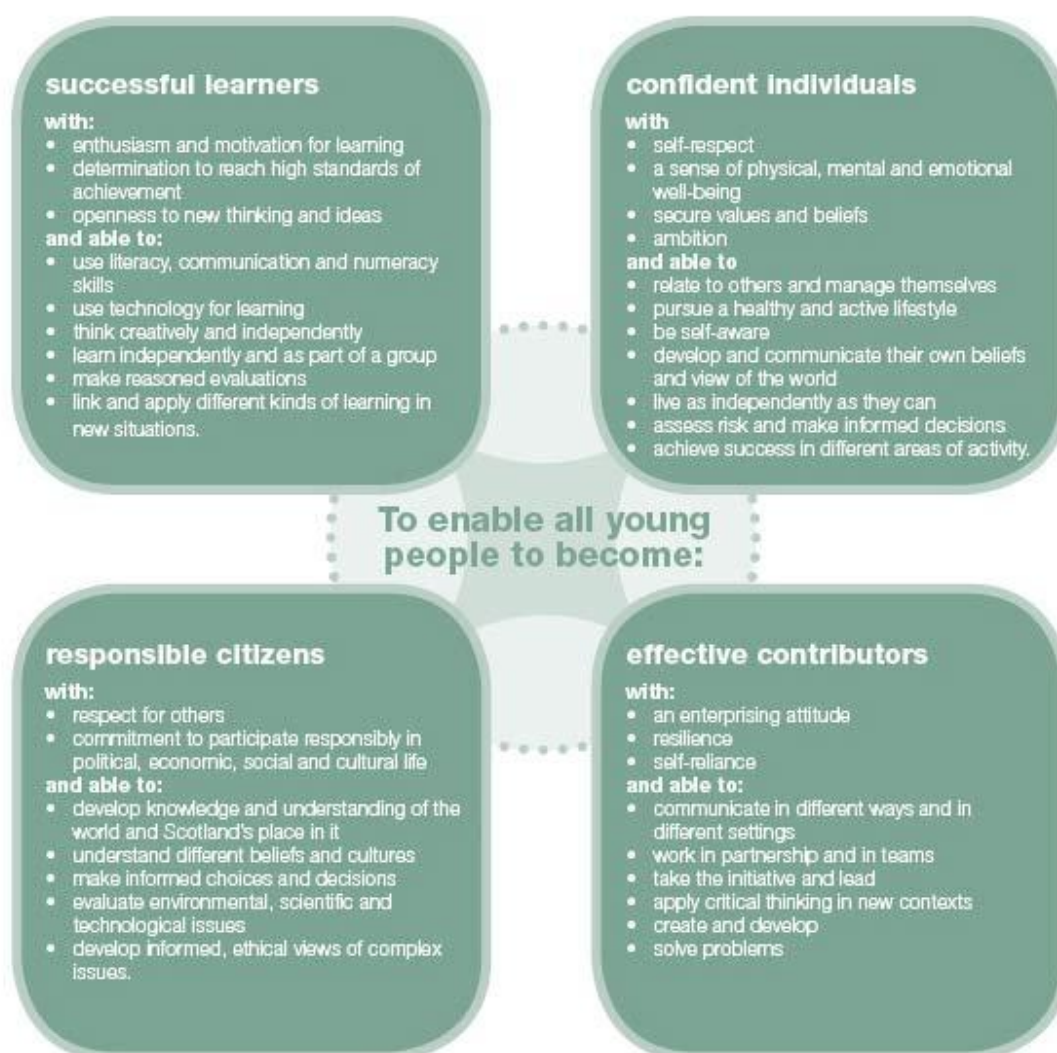 successful learners
with:
• enthusiasm and motivation for learning
• determination to reach high standards of
achievement
• openness to new thinking and ideas
and able to:
• use literacy, communication and numeracy
skills
• use technology for learning
• think creatively and independently
• learn independently and as part of a group
• make reasoned evaluations
• link and apply different kinds of learning in
new situations.
confident individuals
with
• self-respect
• a sense of physical, mental and emotional
well-being
• secure values and beliefs
• ambition
and able to
• relate to others and manage themselves
• pursue a healthy and active lifestyle
• be self-aware
• develop and communicate their own beliefs
and view of the world
• live as independently as they can
• assess risk and make informed decisions
• achieve success in different areas of activity.
To enable all young
people to become:
responsible citizens
with:
• respect for others
• commitment to participate responsibly in
political, economic, social and cultural life
and able to:
• develop knowledge and understanding of the
world and Scotland's place in it
• understand different beliefs and cultures
• make informed choices and decisions
• evaluate environmental, scientific and
technological issues
• develop informed, ethical views of complex
issues.
effective contributors
with:
• an enterprising attitude
• resilience
• self-reliance
and able to:
• communicate in different ways and in
different settings
• work in partnership and in teams
• take the initiative and lead
• apply critical thinking in new contexts
• create and develop
• solve problems